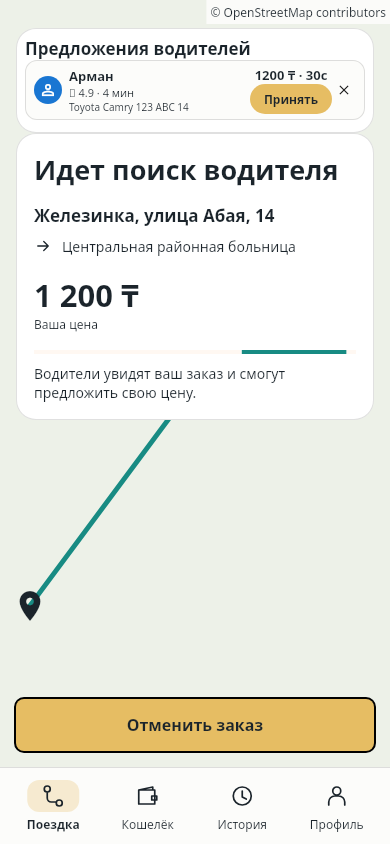 © OpenStreetMap contributors
Предложения водителей
Арман
1200 ₸ · 30с
4.9 · 4 мин
Toyota Camry 123 ABC 14
Принять
Идет поиск водителя
Железинка, улица Абая, 14
Центральная районная больница
1 200 ₸
Ваша цена
Водители увидят ваш заказ и смогут
предложить свою цену.
Отменить заказ
Поездка
Кошелёк
История
Профиль